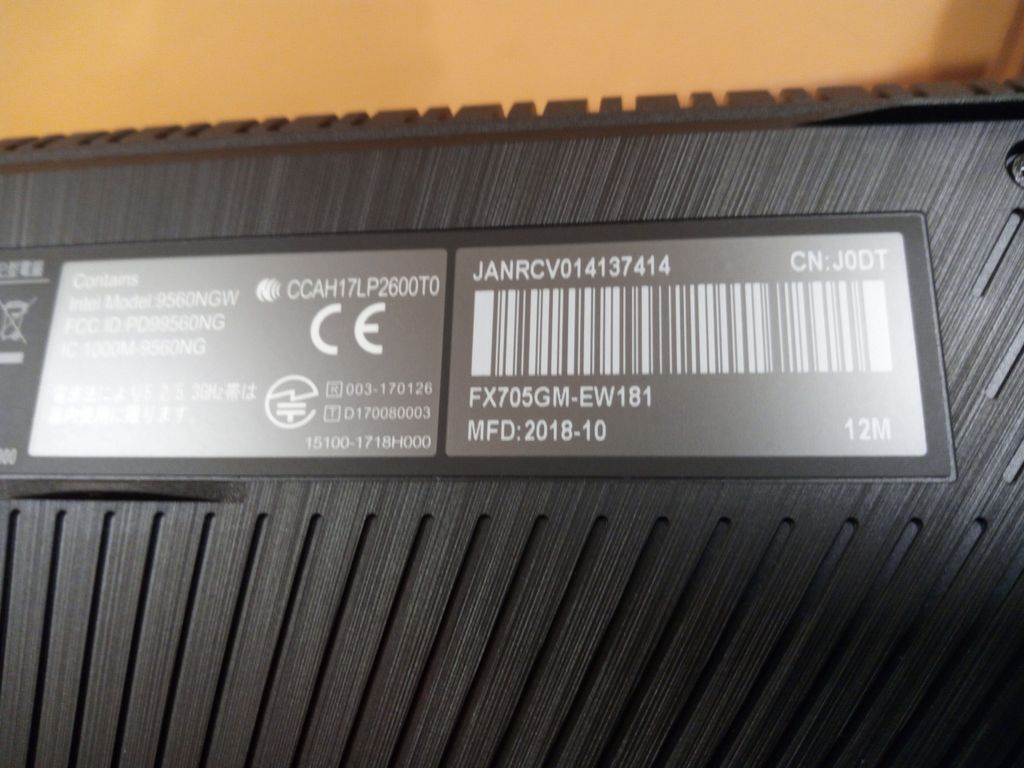 Contains
Intel Model:9560NGW
FCC ID:PD99560NG
IC:1000M-9560NG
CCAH17LP2600T0
CE
電波法により5.2,5.3GHz帯は
屋内使用に限ります。
R 003-170126
T D170080003
15100-1718H000
JANRCV014137414
CN:J0DT
FX705GM-EW181
MFD:2018-10
12M